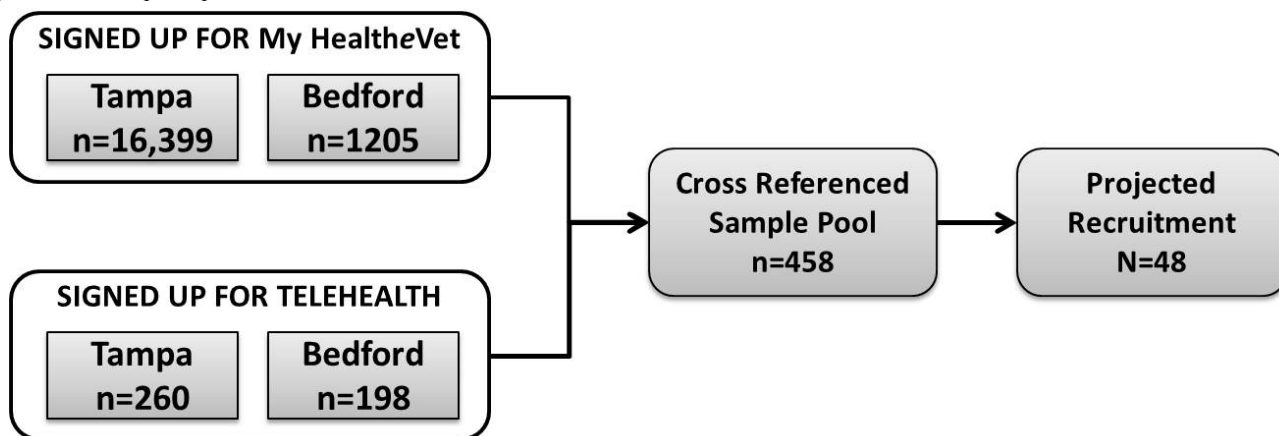 SIGNED UP FOR My HealtheVet
Tampa
n=16,399
Bedford
n=1205
SIGNED UP FOR TELEHEALTH
Tampa
n=260
Bedford
n=198
Cross Referenced
Sample Pool
n=458
Projected
Recruitment
N=48